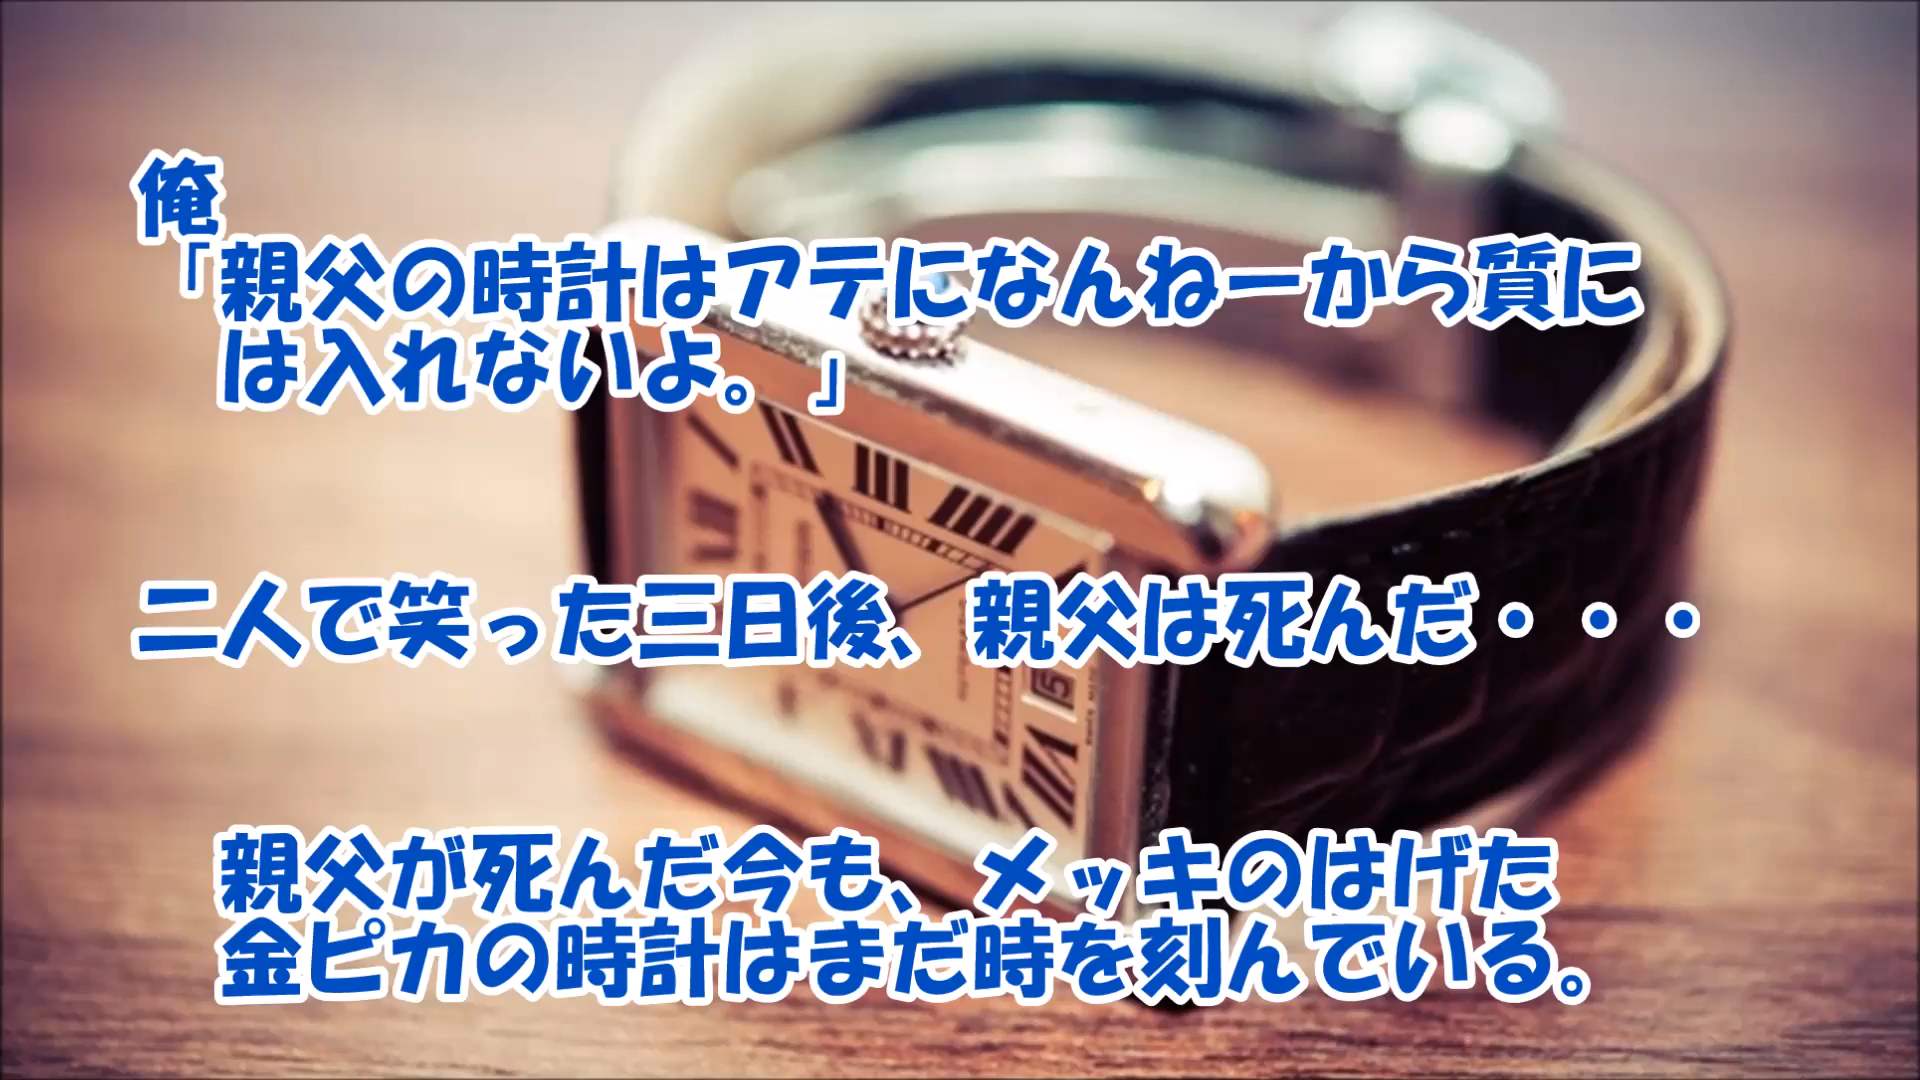 俺
「親父の時計はアテになんねーから質に
は入れないよ。」
二人で笑った三日後、親父は死んだ・・・
親父が死んだ今も、メッキのはげた
金ピカの時計はまだ時を刻んでいる。